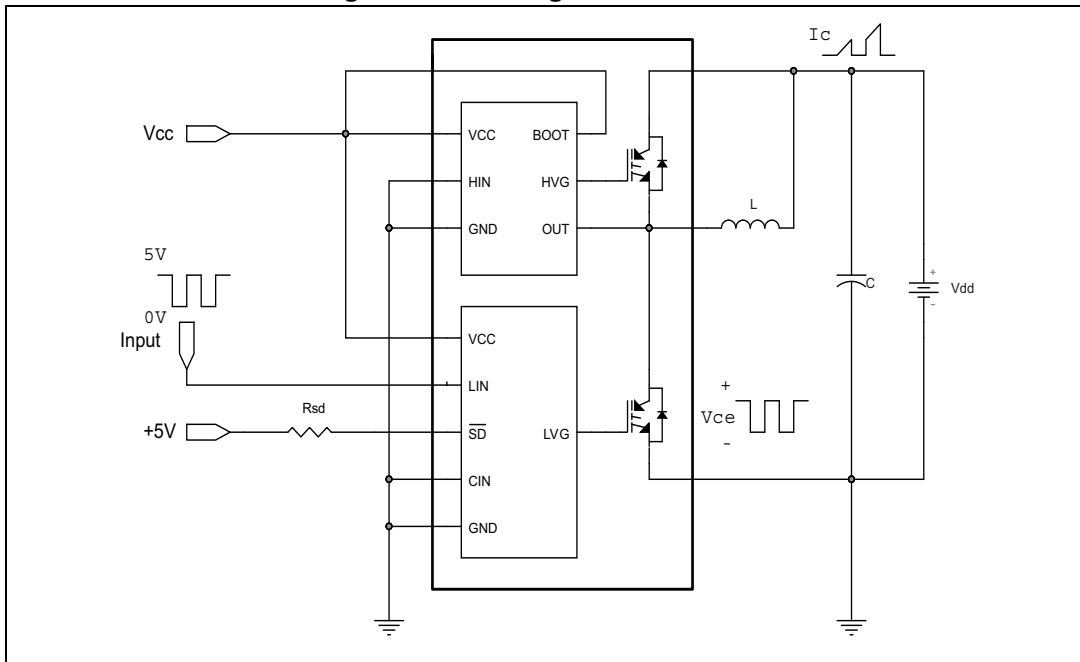 Ic
Vcc
VCC
BOOT
HIN
HVG
L
GND
OUT
5V
C
+
Vdd
-
0V
Input
VCC
LIN
+
Rsd
Vce
+5V
SD
LVG
-
CIN
GND